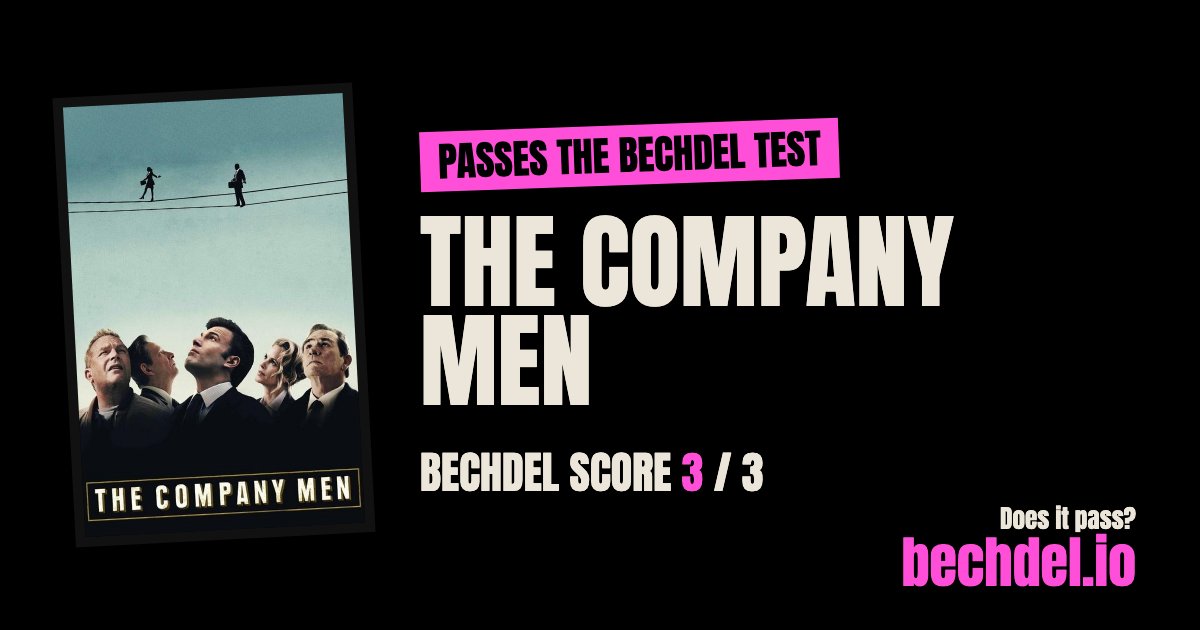 PASSES THE BECHDEL TEST
THE COMPANY
MEN
BECHDEL SCORE 3 / 3
THE COMPANY MEN
Does it pass?
bechdel.io